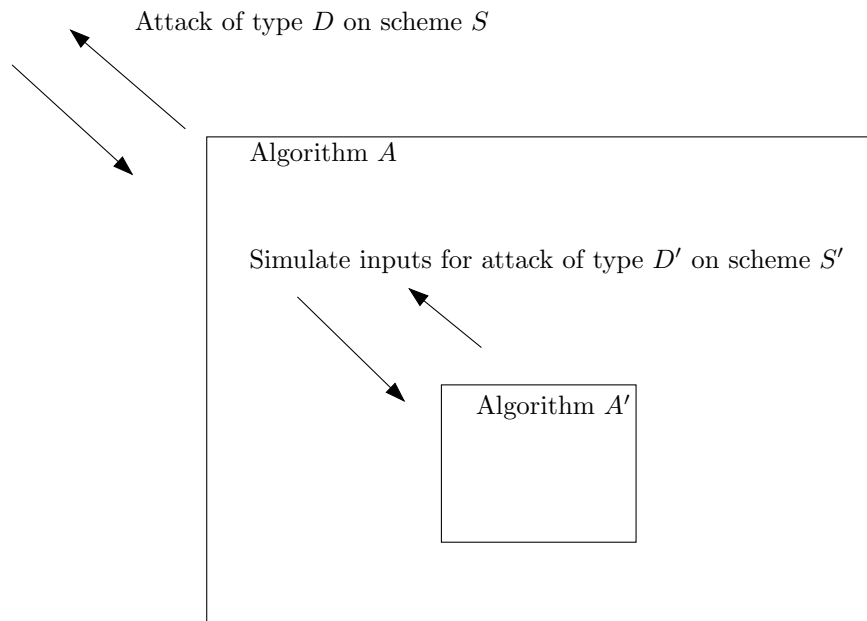 Attack of type D on scheme S
Algorithm A
Simulate inputs for attack of type D′ on scheme S′
Algorithm A′